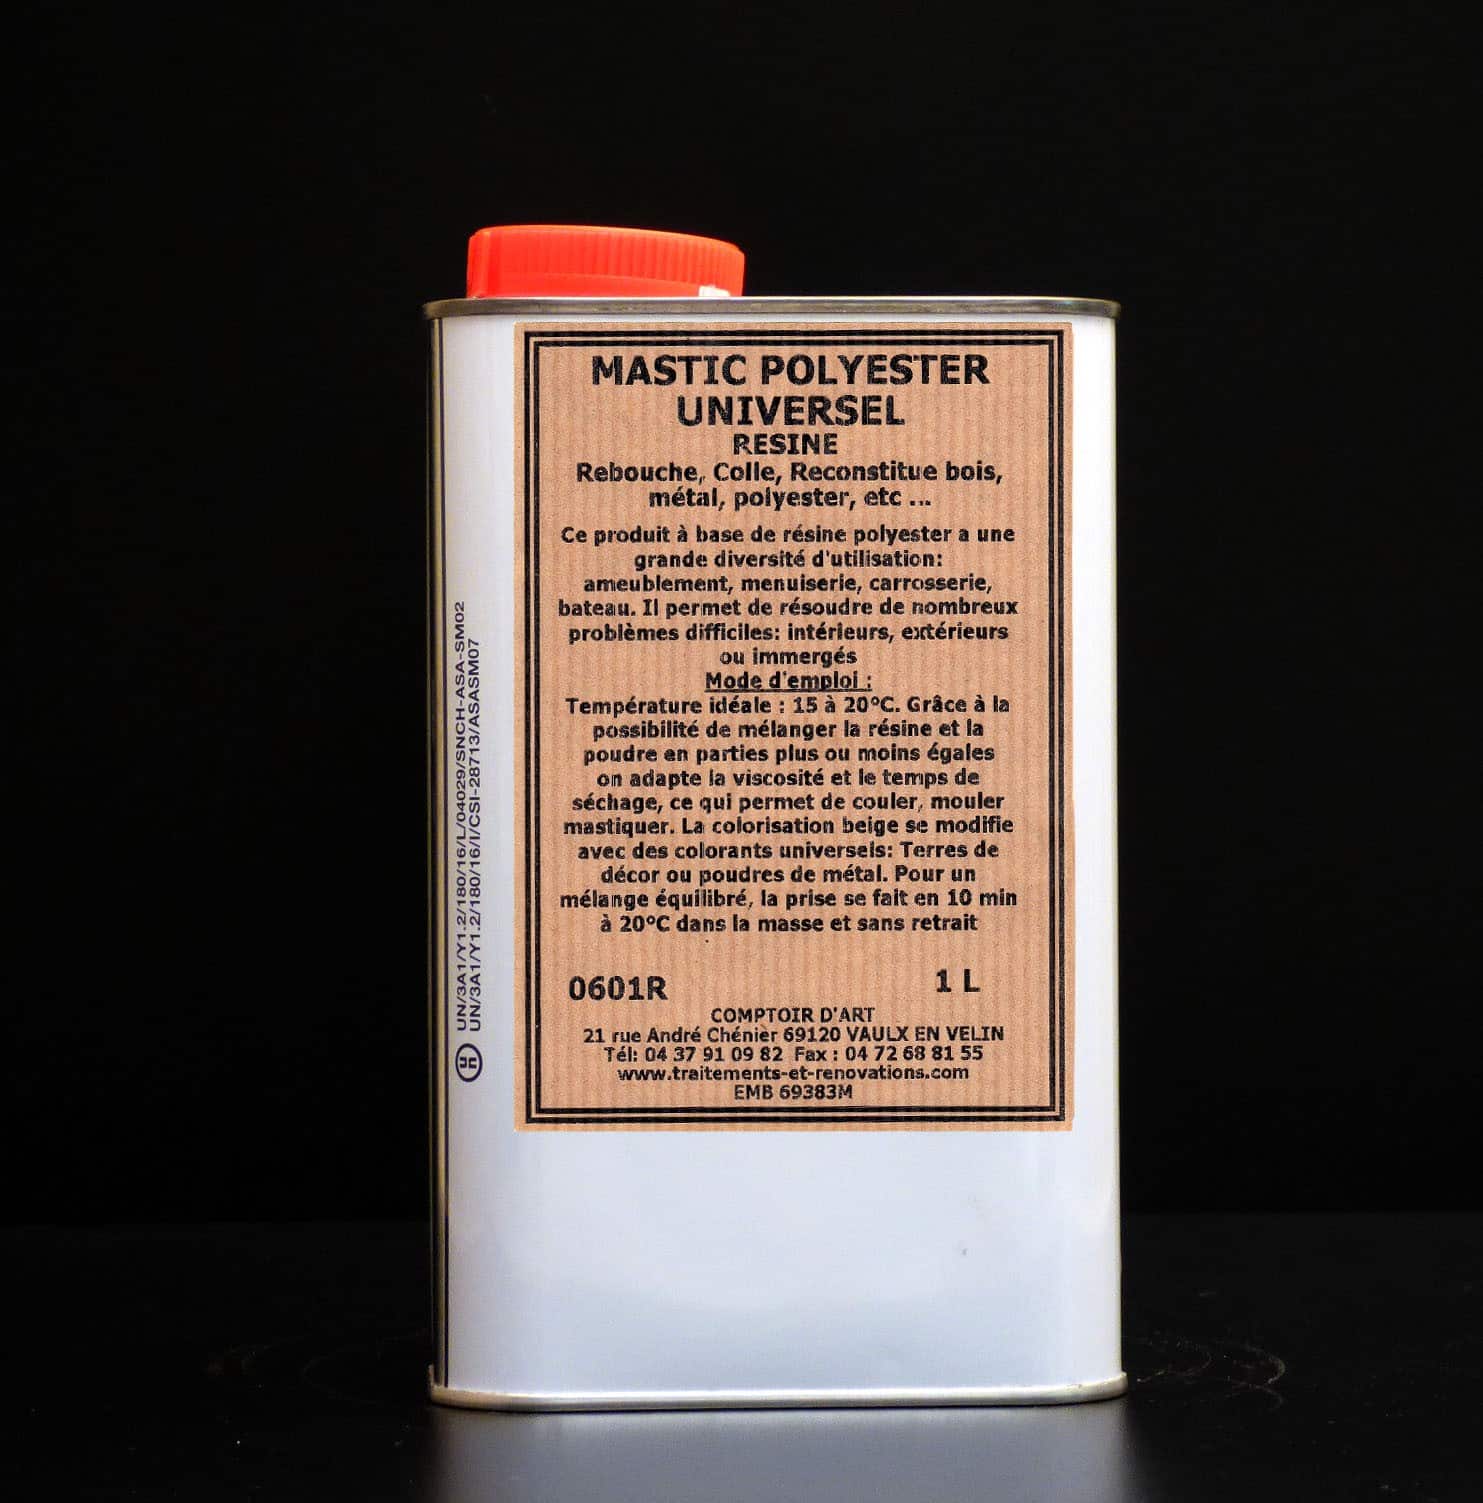 MASTIC POLYESTER
UNIVERSEL
RESINE
Rebouche, Colle, Reconstitue bois,
métal, polyester, etc ...
Ce produit à base de résine polyester a une
grande diversité d'utilisation:
ameublement, menuiserie, carrosserie,
bateau. Il permet de résoudre de nombreux
problèmes difficiles: intérieurs, extérieurs
ou immergés
Mode d'emploi :
Température idéale : 15 à 20°C. Grâce à la
possibilité de mélanger la résine et la
poudre en parties plus ou moins égales
on adapte la viscosité et le temps de
séchage, ce qui permet de couler, mouler
mastiquer. La colorisation beige se modifie
avec des colorants universels: Terres de
décor ou poudres de métal. Pour un
mélange équilibré, la prise se fait en 10 min
à 20°C dans la masse et sans retrait
0601R 1 L
COMPTOIR D'ART
21 rue André Chénier 69120 VAULX EN VELIN
Tél: 04 37 91 09 82 Fax : 04 72 68 81 55
www.traitements-et-renovations.com
EMB 69383M
UN/3A1/Y1.2/180/16/L/04029/SNCH-ASA-SM02
UN/3A1/Y1.2/180/16/I/CSI-28713/ASASM07